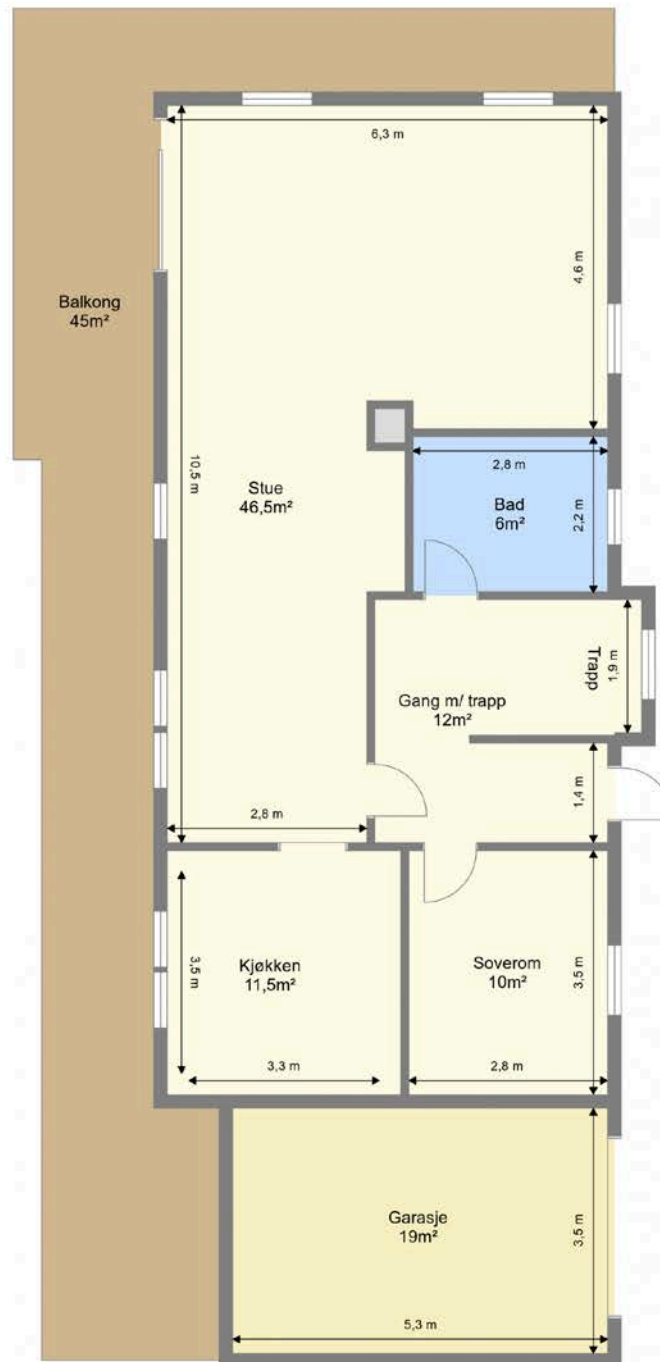 6,3 m
4,6 m
Balkong
45m²
10,5 m
Stue
46,5m²
2,8 m
Bad
6m²
2,2 m
Trapp
1,9 m
Gang m/ trapp
12m²
1,4 m
2,8 m
Kjøkken
11,5m²
3,5 m
3,3 m
Soverom
10m²
3,5 m
2,8 m
Garasje
19m²
3,5 m
5,3 m